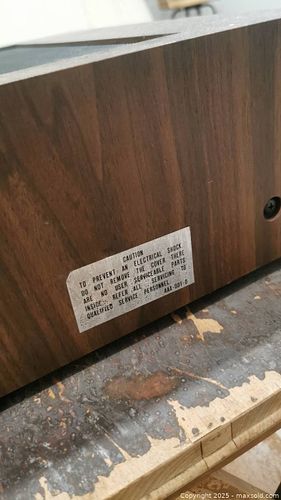 CAUTION
TO PREVENT AN ELECTRICAL SHOCK
DO NOT REMOVE THE COVER THERE
ARE NO USER-SERVICEABLE PARTS
INSIDE. REFER ALL SERVICING TO
QUALIFIED SERVICE PERSONNEL.
Copyright © 2025 - maxsold.com